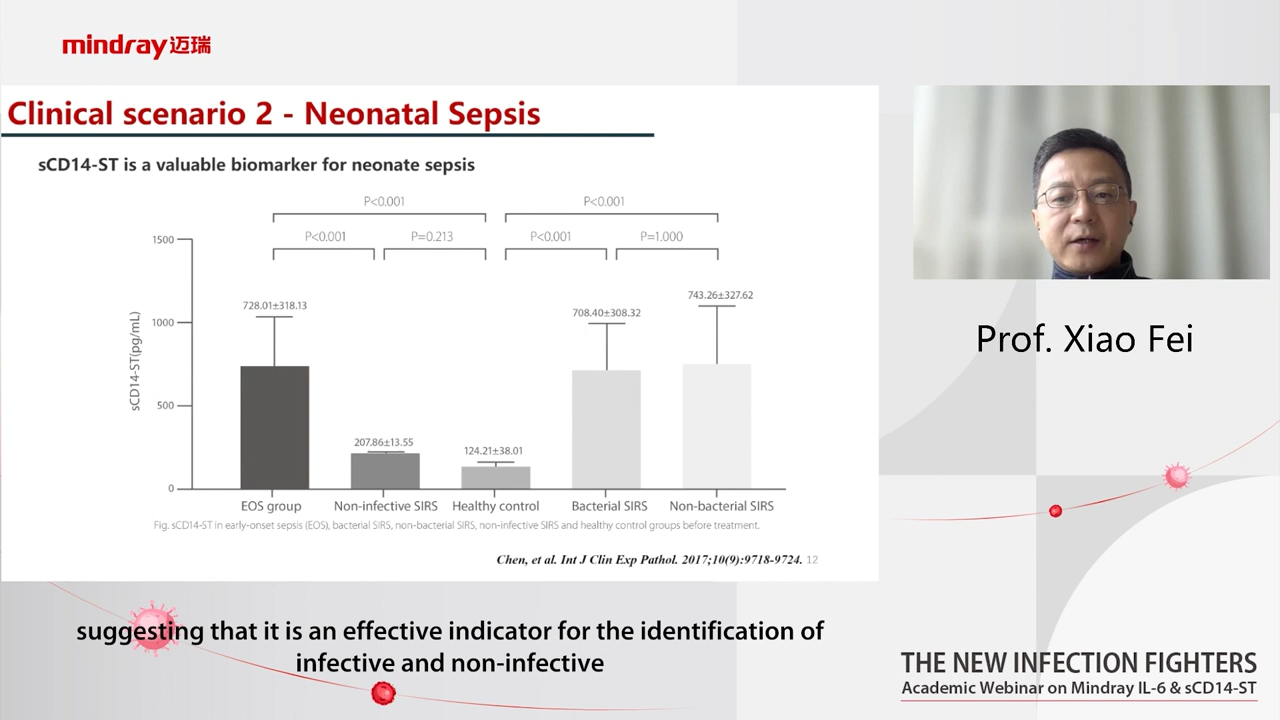 mindray迈瑞
Clinical scenario 2 - Neonatal Sepsis
sCD14-ST is a valuable biomarker for neonate sepsis
P<0.001 P<0.001
P<0.001 P=0.213 P<0.001 P=1.000
sCD14-ST(pg/mL)
1500
1000
500
0
728.01±318.13
207.86±13.55
124.21±38.01
708.40±308.32
743.26±327.62
EOS group Non-infective SIRS Healthy control Bacterial SIRS Non-bacterial SIRS
Fig. sCD14-ST in early-onset sepsis (EOS), bacterial SIRS, non-bacterial SIRS, non-infective SIRS and healthy control groups before treatment.
Chen, et al. Int J Clin Exp Pathol. 2017;10(9):9718-9724. 12
Prof. Xiao Fei
suggesting that it is an effective indicator for the identification of
infective and non-infective
THE NEW INFECTION FIGHTERS
Academic Webinar on Mindray IL-6 & sCD14-ST